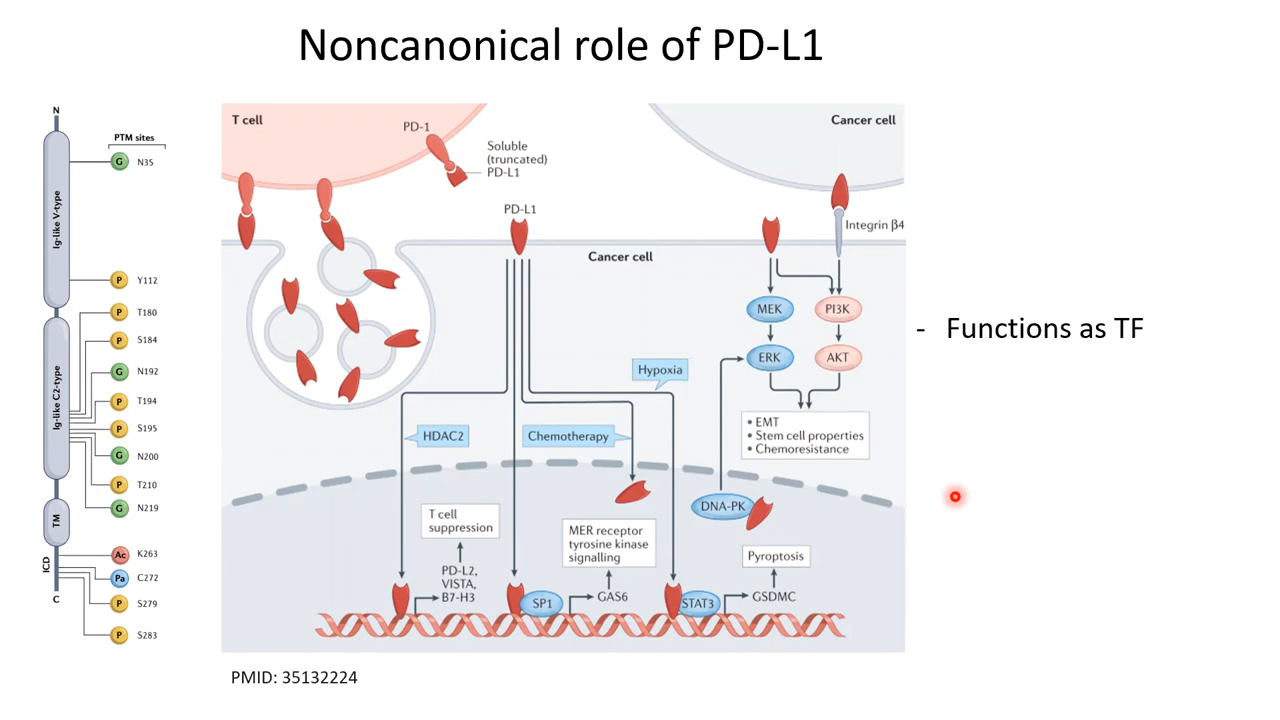 Noncanonical role of PD-L1
N
PTM sites
G N35
Ig-like V-type
P Y112
P T180
P S184
G N192
Ig-like C2-type
P T194
P S195
G N200
P T210
G N219
TM
Ac K263
ICD
Pa C272
C
P S279
P S283
T cell
PD-1
Soluble
(truncated)
PD-L1
Cancer cell
PD-L1
Integrin β4
Cancer cell
MEK
PI3K
ERK
AKT
Hypoxia
HDAC2
Chemotherapy
• EMT
• Stem cell properties
• Chemoresistance
DNA-PK
T cell
suppression
PD-L2,
VISTA,
B7-H3
MER receptor
tyrosine kinase
signalling
SP1
GAS6
Pyroptosis
STAT3
GSDMC
- Functions as TF
PMID: 35132224